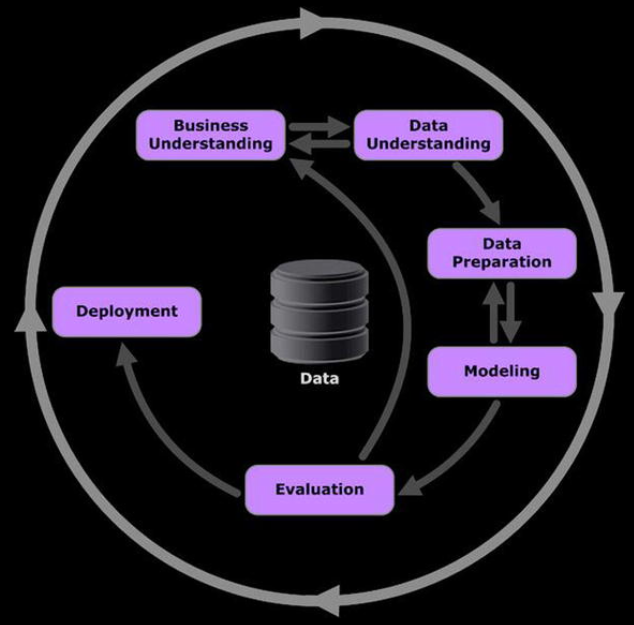 Business
Understanding
Data
Understanding
Data
Preparation
Deployment
Modeling
Data
Evaluation